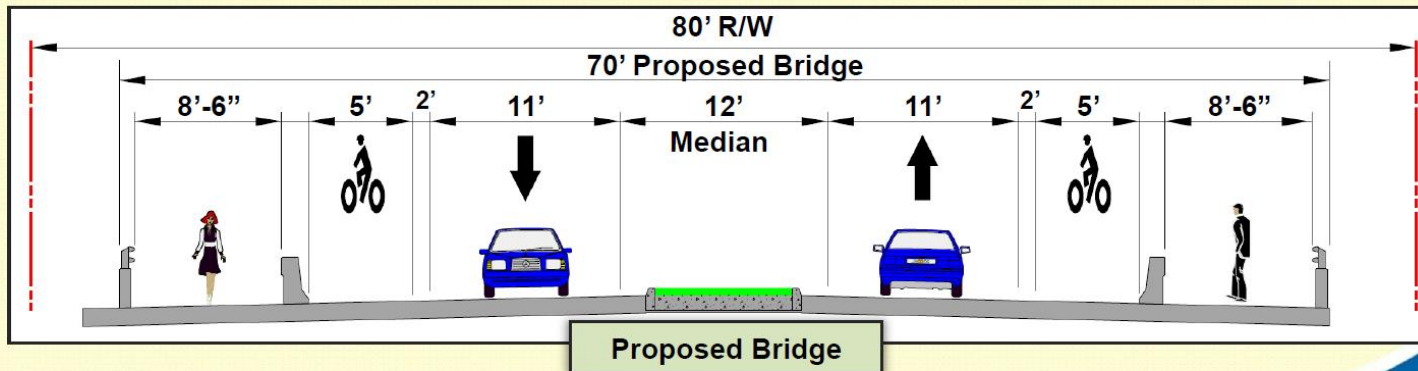 80’ R/W
70’ Proposed Bridge
8’-6” 5’ 2’ 11’ 12’ 11’ 2’ 5’ 8’-6”
Median
Proposed Bridge